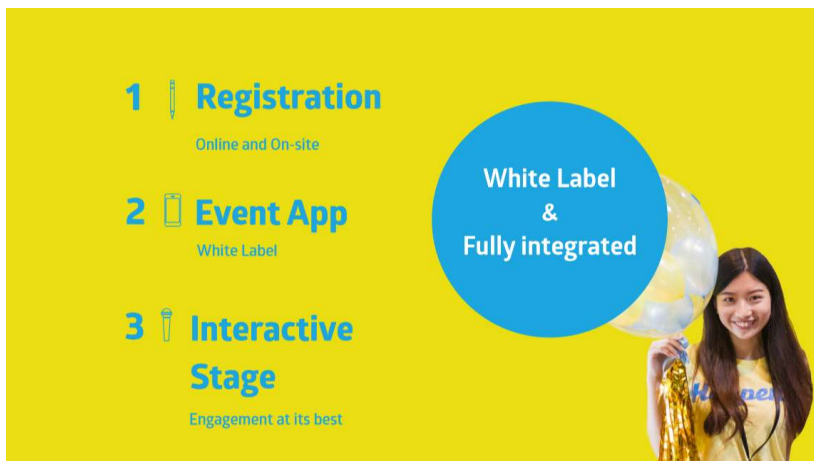 1 Registration
Online and On-site
2 Event App
White Label
3 Interactive
Stage
Engagement at its best
White Label
&
Fully integrated